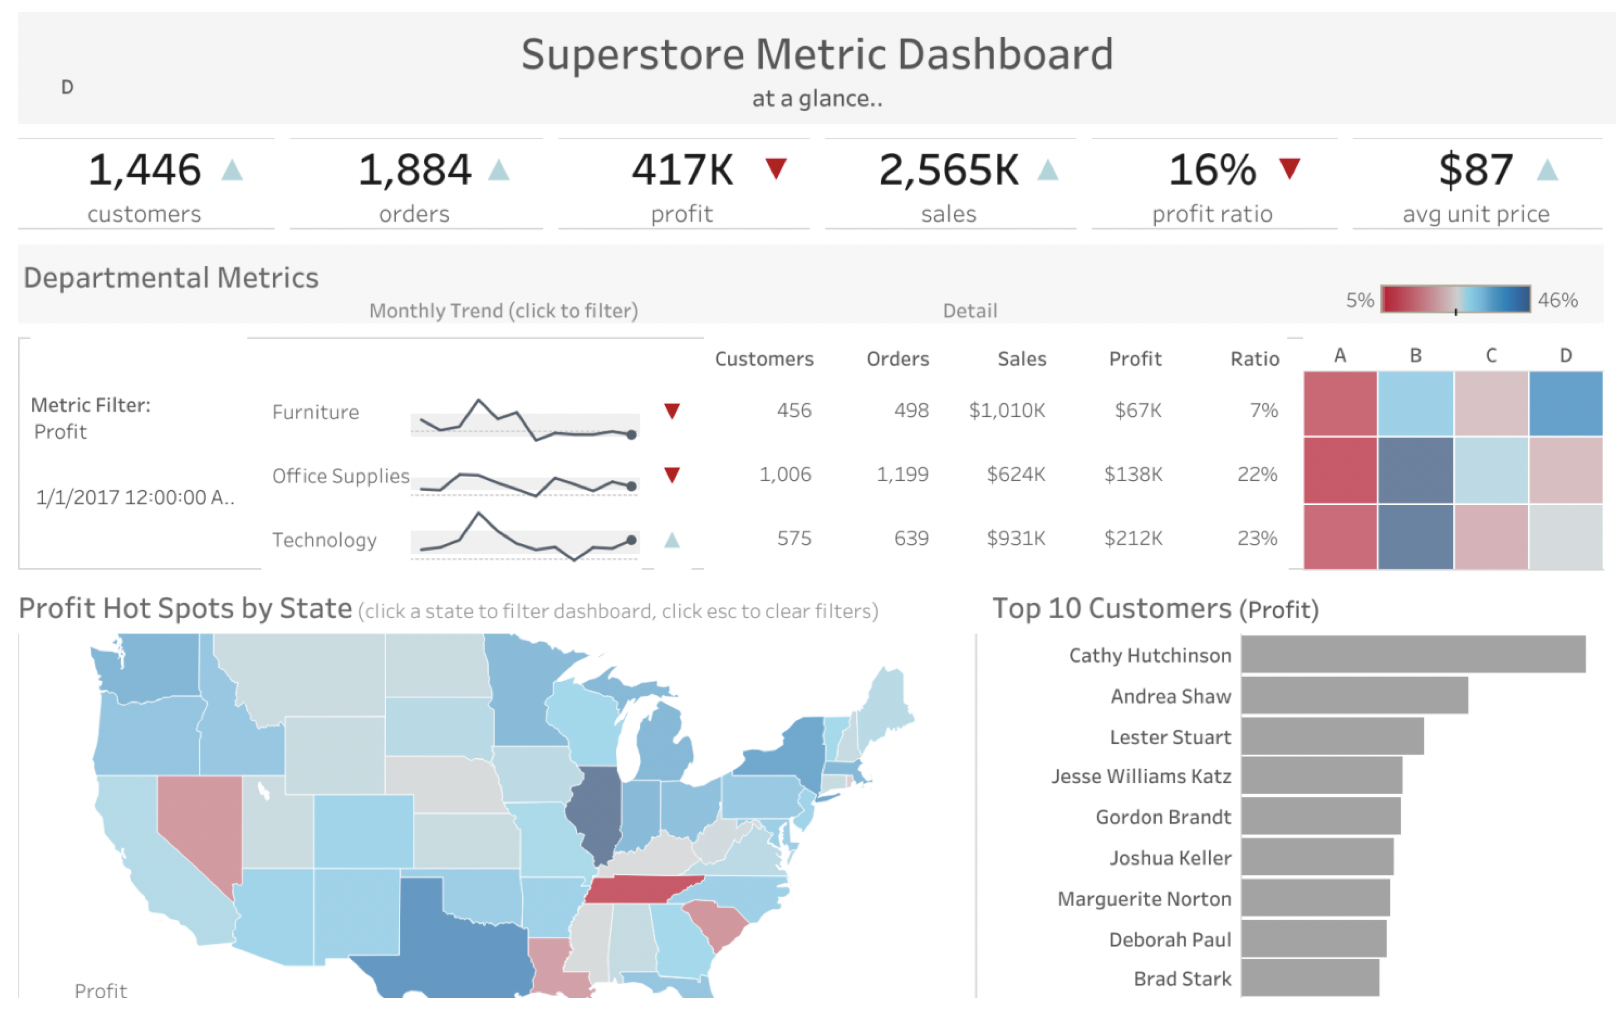 Superstore Metric Dashboard
D
at a glance..
1,446 1,884 417K 2,565K 16% $87
customers orders profit sales profit ratio avg unit price
Departmental Metrics
Monthly Trend (click to filter) Detail 5% 46%
Customers Orders Sales Profit Ratio A B C D
Metric Filter:
Profit
1/1/2017 12:00:00 A..
Furniture 456 498 $1,010K $67K 7%
Office Supplies 1,006 1,199 $624K $138K 22%
Technology 575 639 $931K $212K 23%
Profit Hot Spots by State (click a state to filter dashboard, click esc to clear filters)
Profit
Top 10 Customers (Profit)
Cathy Hutchinson
Andrea Shaw
Lester Stuart
Jesse Williams Katz
Gordon Brandt
Joshua Keller
Marguerite Norton
Deborah Paul
Brad Stark